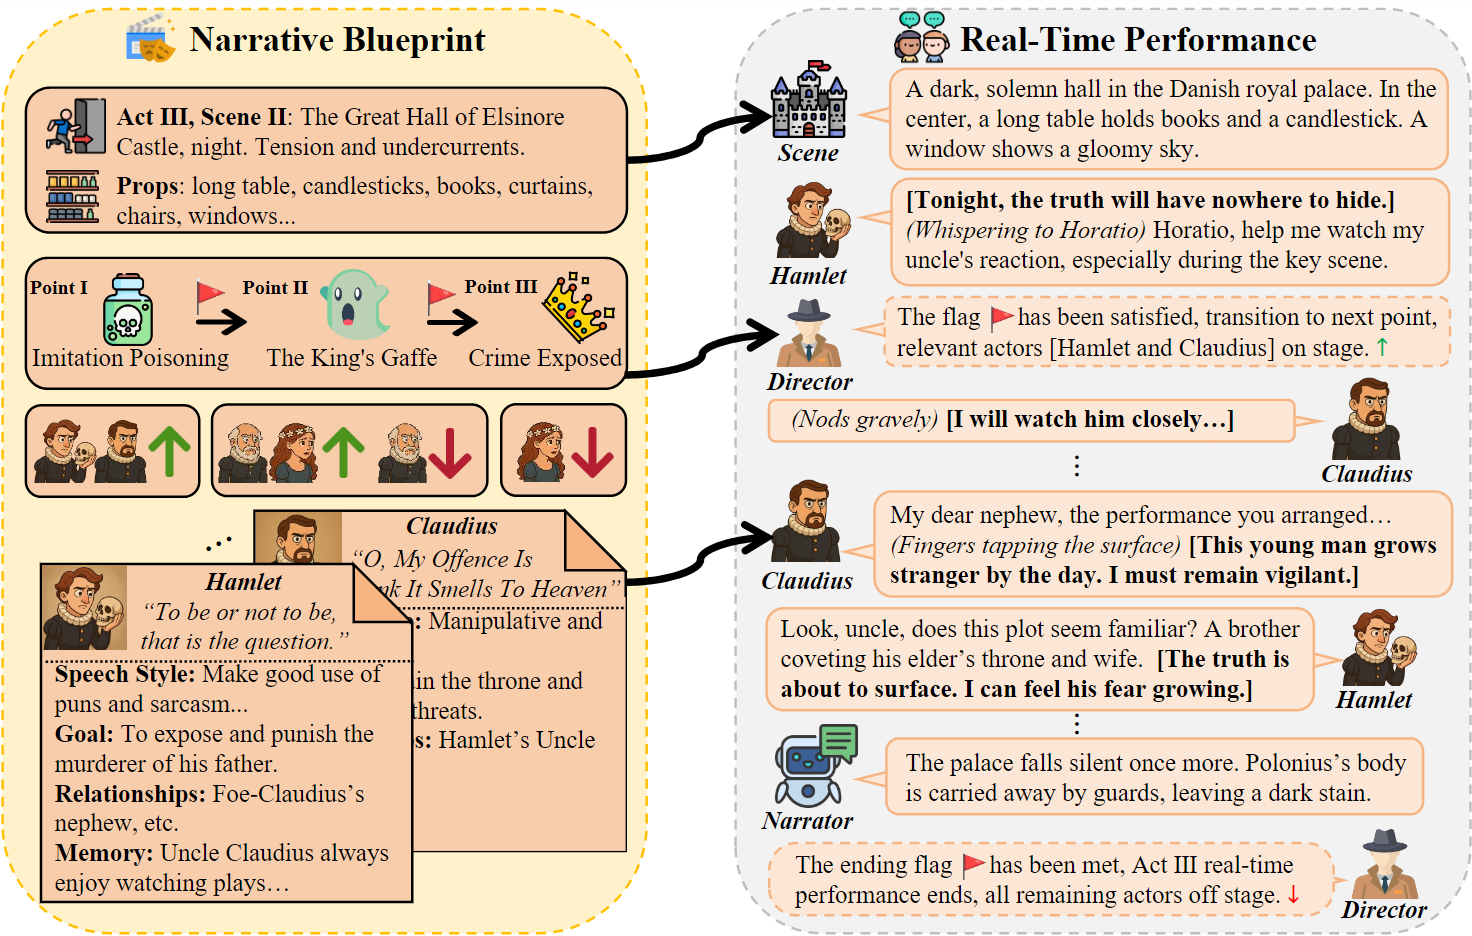 Narrative Blueprint
Act III, Scene II: The Great Hall of Elsinore
Castle, night. Tension and undercurrents.
Props: long table, candlesticks, books, curtains,
chairs, windows...
Point I
Point II
Point III
Imitation Poisoning
The King's Gaffe
Crime Exposed
...
Claudius
“O, My Offence Is
nk It Smells To Heaven”
: Manipulative and
in the throne and
threats.
s: Hamlet’s Uncle
Hamlet
“To be or not to be,
that is the question.”
Speech Style: Make good use of
puns and sarcasm...
Goal: To expose and punish the
murderer of his father.
Relationships: Foe-Claudius’s
nephew, etc.
Memory: Uncle Claudius always
enjoy watching plays…
Real-Time Performance
Scene
A dark, solemn hall in the Danish royal palace. In the
center, a long table holds books and a candlestick. A
window shows a gloomy sky.
Hamlet
[Tonight, the truth will have nowhere to hide.]
(Whispering to Horatio) Horatio, help me watch my
uncle's reaction, especially during the key scene.
Director
The flag has been satisfied, transition to next point,
relevant actors [Hamlet and Claudius] on stage. ↑
(Nods gravely) [I will watch him closely…]
Claudius
⋮
Claudius
My dear nephew, the performance you arranged…
(Fingers tapping the surface) [This young man grows
stranger by the day. I must remain vigilant.]
Look, uncle, does this plot seem familiar? A brother
coveting his elder’s throne and wife. [The truth is
about to surface. I can feel his fear growing.]
Hamlet
⋮
Narrator
The palace falls silent once more. Polonius’s body
is carried away by guards, leaving a dark stain.
The ending flag has been met, Act III real-time
performance ends, all remaining actors off stage. ↓
Director